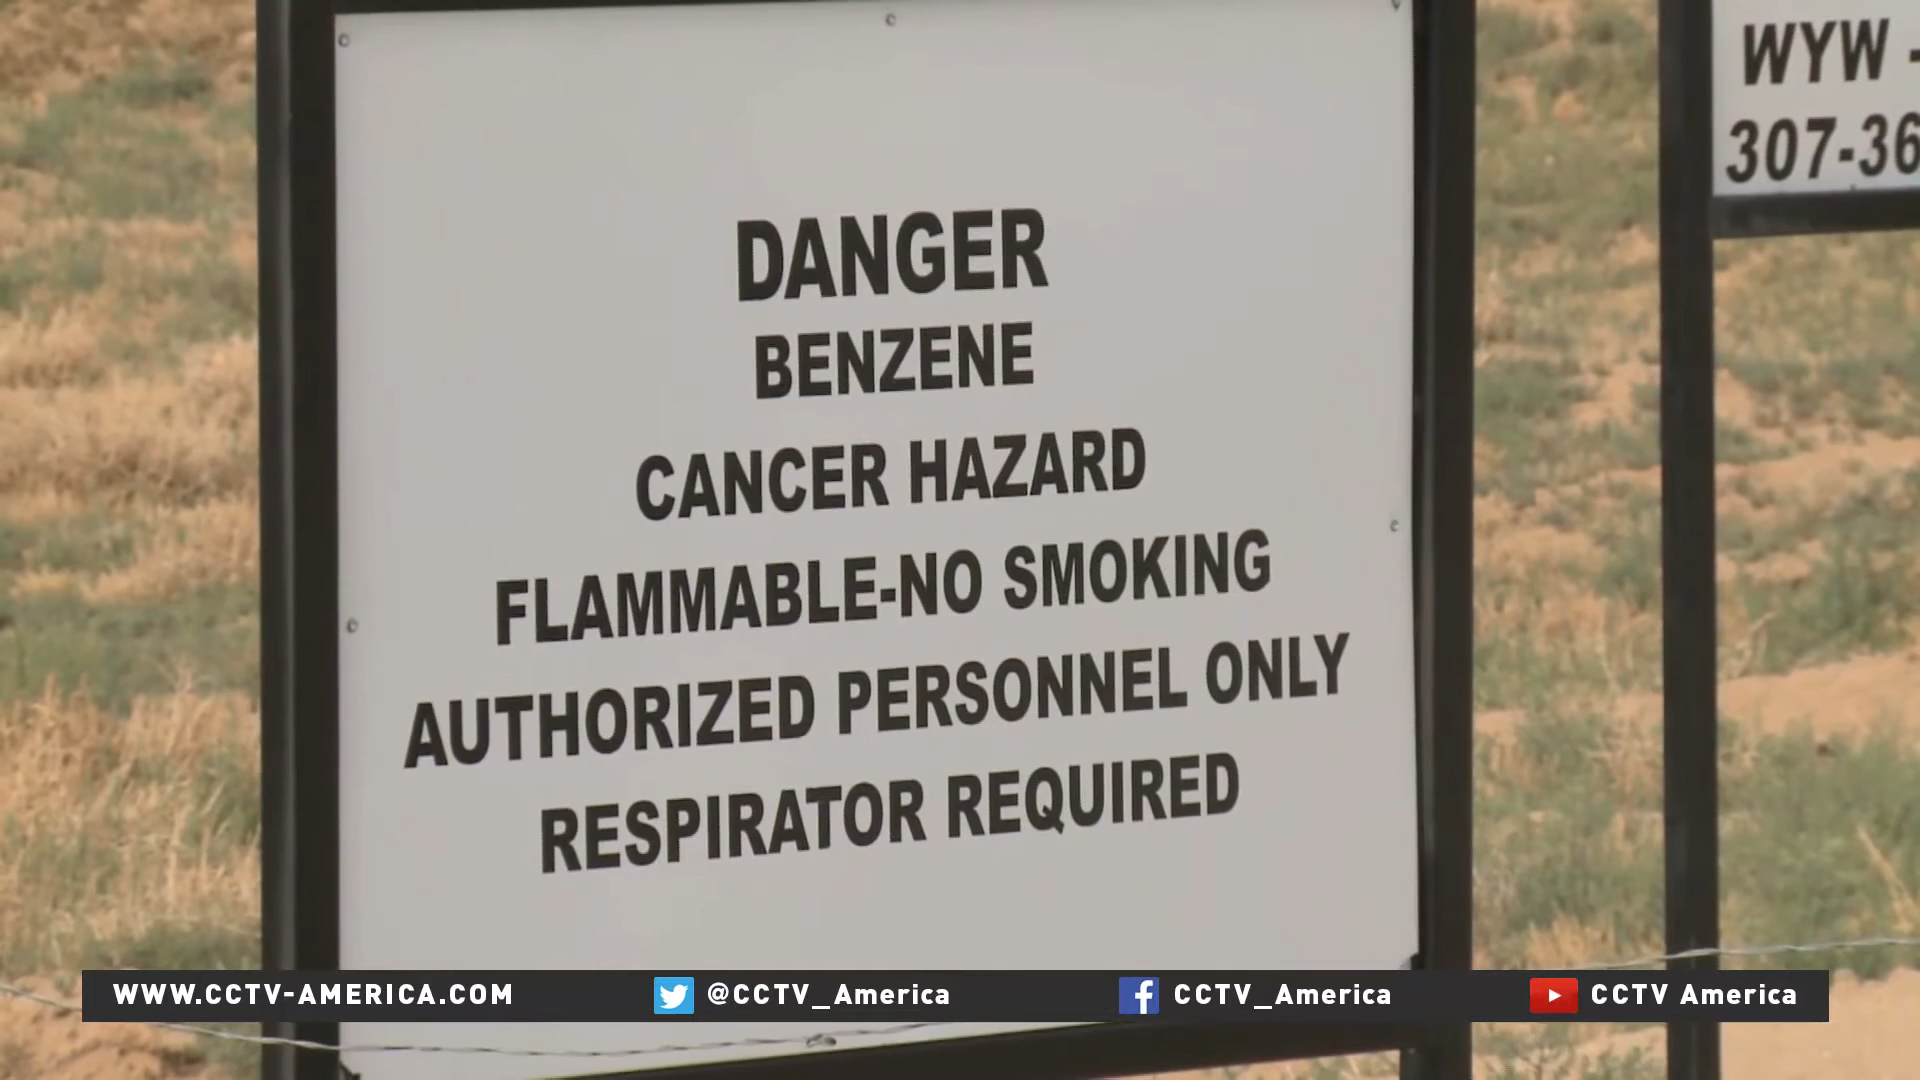 DANGER
BENZENE
CANCER HAZARD
FLAMMABLE-NO SMOKING
AUTHORIZED PERSONNEL ONLY
RESPIRATOR REQUIRED
WYW -
307-36
WWW.CCTV-AMERICA.COM @CCTV_America CCTV_America CCTV America